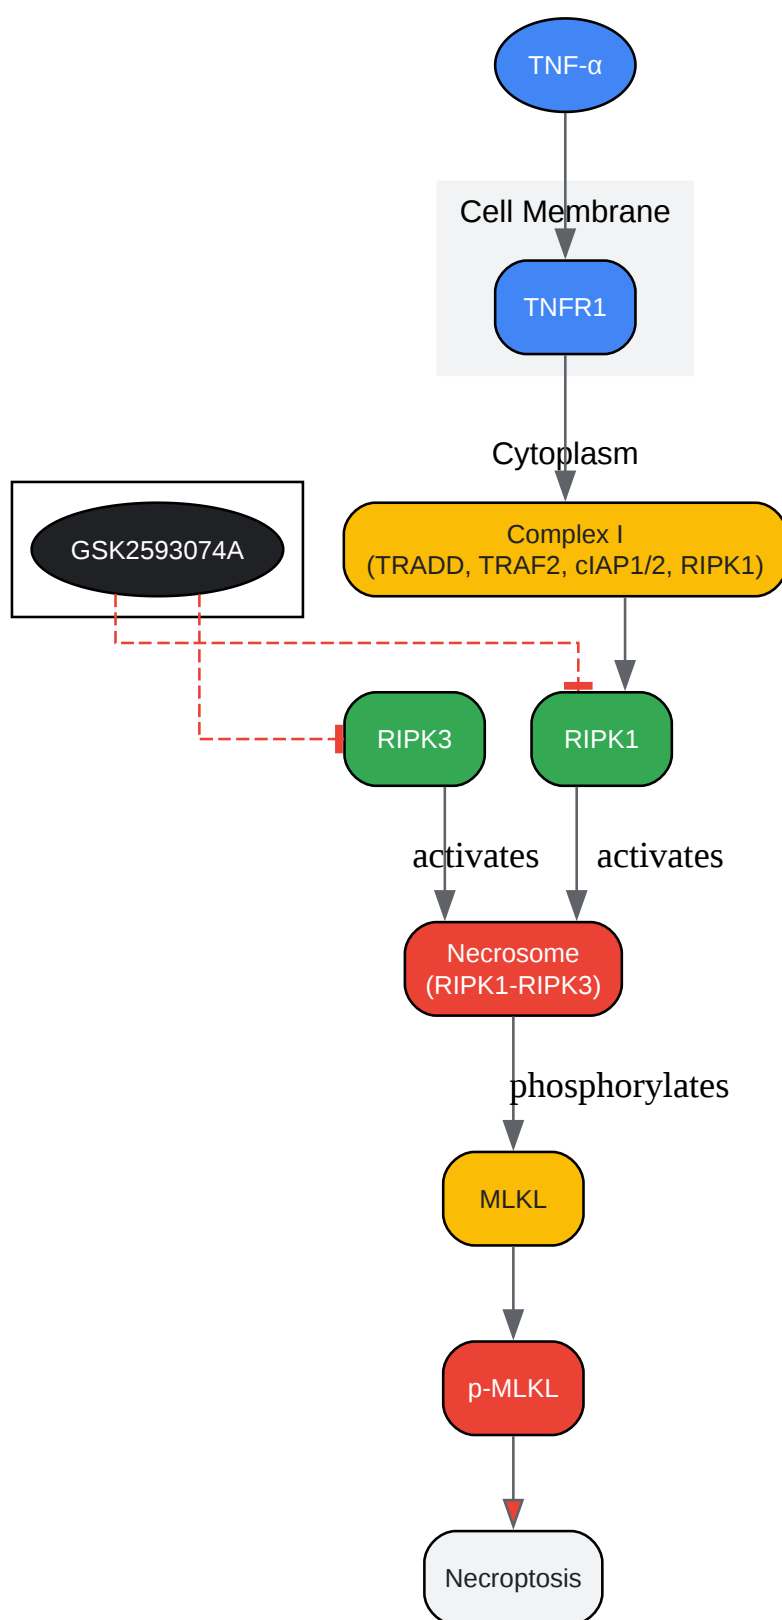 TNF-α
Cell Membrane
TNFR1
Cytoplasm
GSK2593074A
Complex I
(TRADD, TRAF2, cIAP1/2, RIPK1)
RIPK3
RIPK1
activates
activates
Necrosome
(RIPK1-RIPK3)
phosphorylates
MLKL
p-MLKL
Necroptosis